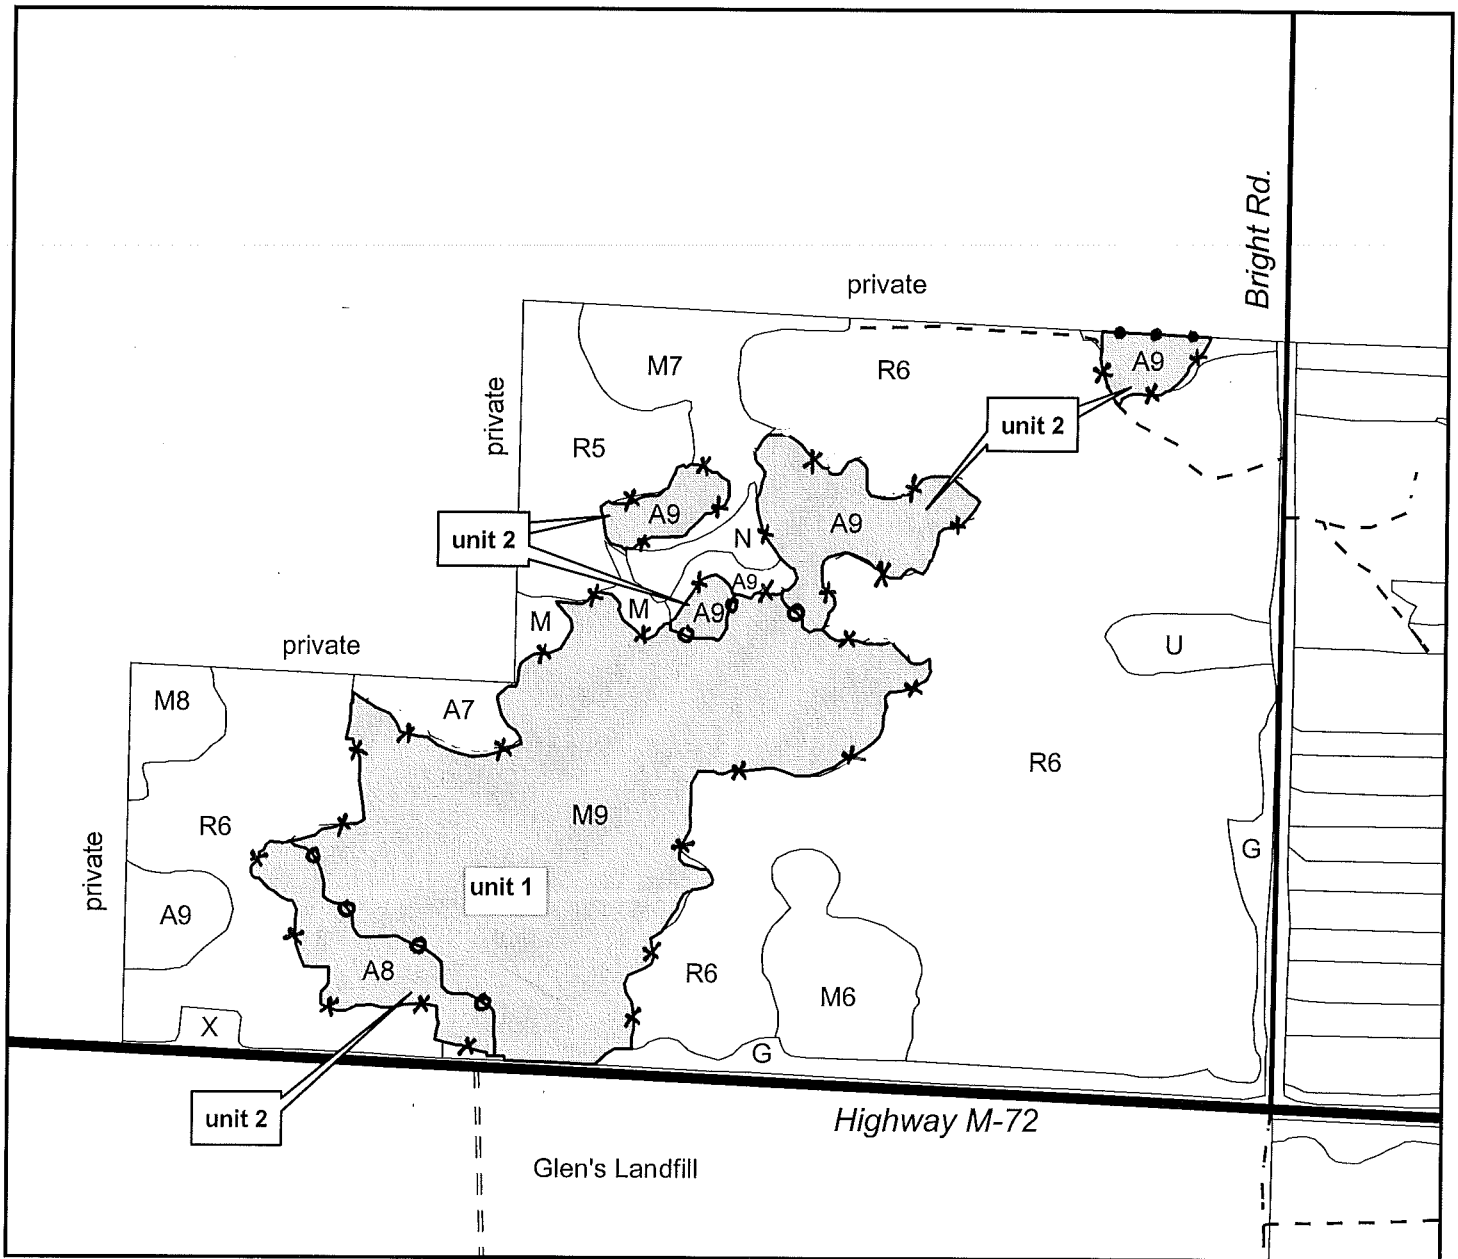 Bright Rd.
private
private
M7
R6
A9
unit 2
R5
A9
unit 2
N
A9
A9
A9
M
M
U
private
M8
A7
R6
M9
R6
private
G
unit 1
A9
A8
R6
M6
X
G
unit 2
Highway M-72
Glen's Landfill